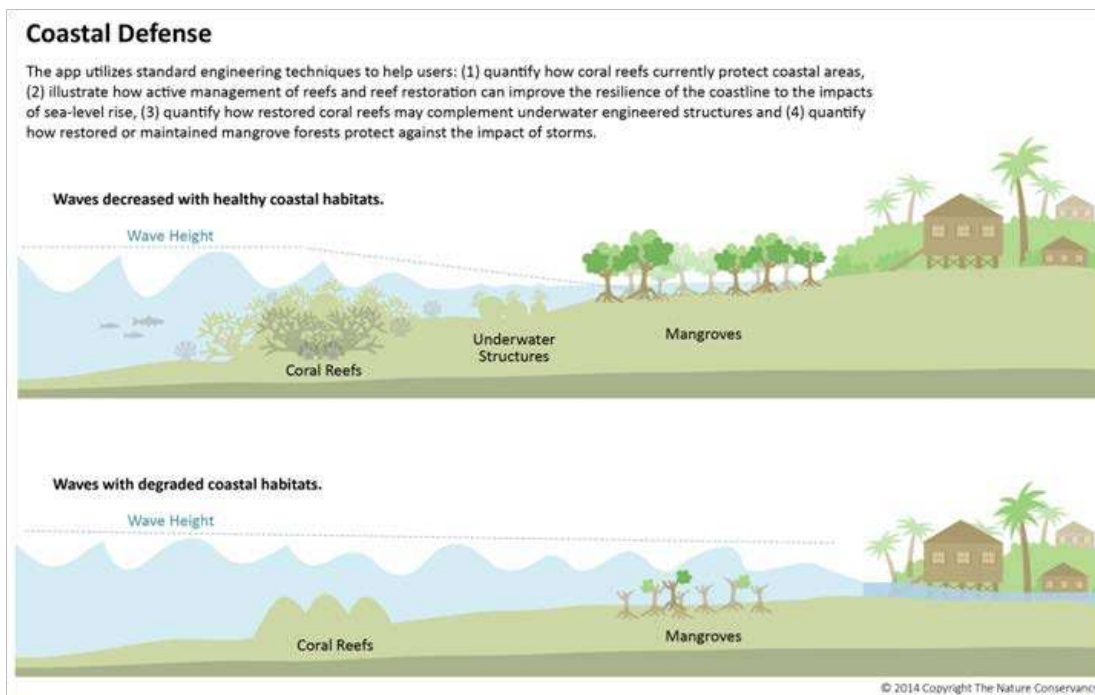 Coastal Defense
The app utilizes standard engineering techniques to help users: (1) quantify how coral reefs currently protect coastal areas,
(2) illustrate how active management of reefs and reef restoration can improve the resilience of the coastline to the impacts
of sea-level rise, (3) quantify how restored coral reefs may complement underwater engineered structures and (4) quantify
how restored or maintained mangrove forests protect against the impact of storms.
Waves decreased with healthy coastal habitats.
Wave Height
Underwater
Structures
Mangroves
Coral Reefs
Waves with degraded coastal habitats.
Wave Height
Coral Reefs
Mangroves
© 2014 Copyright The Nature Conservancy